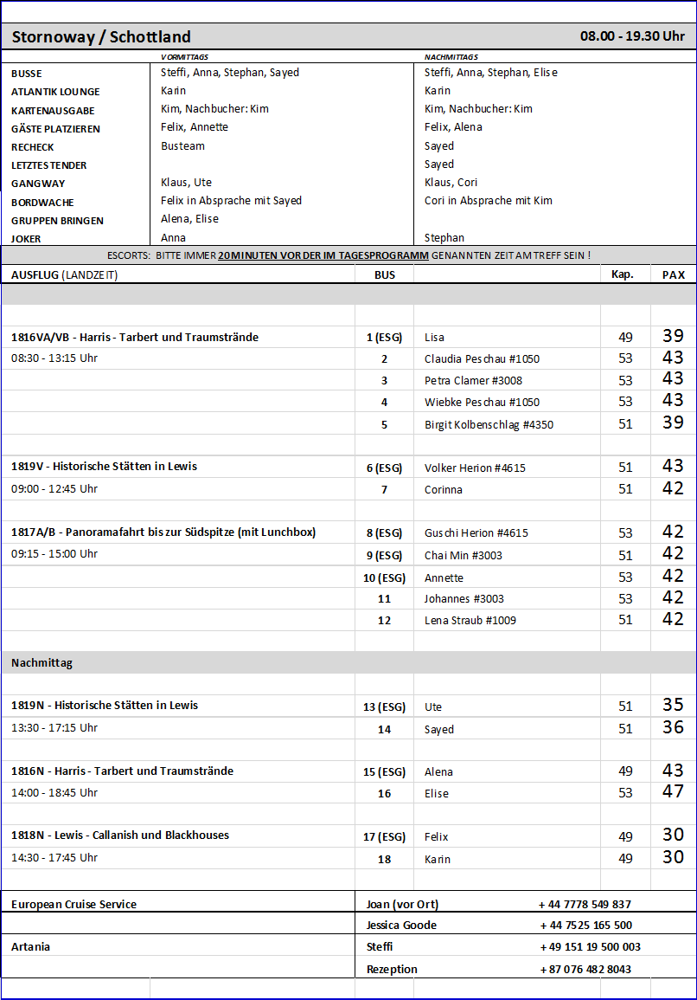 Stornoway / Schottland 08.00 - 19.30 Uhr
VORMITTAGS NACHMITTAGS
BUSSE Steffi, Anna, Stephan, Sayed Steffi, Anna, Stephan, Elise
ATLANTIK LOUNGE Karin Karin
KARTENAUSGABE Kim, Nachbucher: Kim Kim, Nachbucher: Kim
GÄSTE PLATZIEREN Felix, Annette Felix, Alena
RECHECK Busteam Sayed
LETZTES TENDER Sayed
GANGWAY Klaus, Ute Klaus, Cori
BORDWACHE Felix in Absprache mit Sayed Cori in Absprache mit Kim
GRUPPEN BRINGEN Alena, Elise
JOKER Anna Stephan
ESCORTS: BITTE IMMER 20 MINUTEN VOR DER IM TAGESPROGRAMM GENANNTEN ZEIT AM TREFF SEIN !
AUSFLUG (LANDZEIT) BUS Kap. PAX
1816VA/VB - Harris - Tarbert und Traumstrände 1 (ESG) Lisa 49 39
08:30 - 13:15 Uhr 2 Claudia Peschau #1050 53 43
3 Petra Clamer #3008 53 43
4 Wiebke Peschau #1050 53 43
5 Birgit Kolbenschlag #4350 51 39
1819V - Historische Stätten in Lewis 6 (ESG) Volker Herion #4615 51 43
09:00 - 12:45 Uhr 7 Corinna 51 42
1817A/B - Panoramafahrt bis zur Südspitze (mit Lunchbox) 8 (ESG) Guschi Herion #4615 53 42
09:15 - 15:00 Uhr 9 (ESG) Chai Min #3003 51 42
10 (ESG) Annette 53 42
11 Johannes #3003 53 42
12 Lena Straub #1009 51 42
Nachmittag
1819N - Historische Stätten in Lewis 13 (ESG) Ute 51 35
13:30 - 17:15 Uhr 14 Sayed 51 36
1816N - Harris - Tarbert und Traumstrände 15 (ESG) Alena 49 43
14:00 - 18:45 Uhr 16 Elise 53 47
1818N - Lewis - Callanish und Blackhouses 17 (ESG) Felix 49 30
14:30 - 17:45 Uhr 18 Karin 49 30
European Cruise Service Joan (vor Ort) + 44 7778 549 837
Jessica Goode + 44 7525 165 500
Artania Steffi + 49 151 19 500 003
Rezeption + 87 076 482 8043